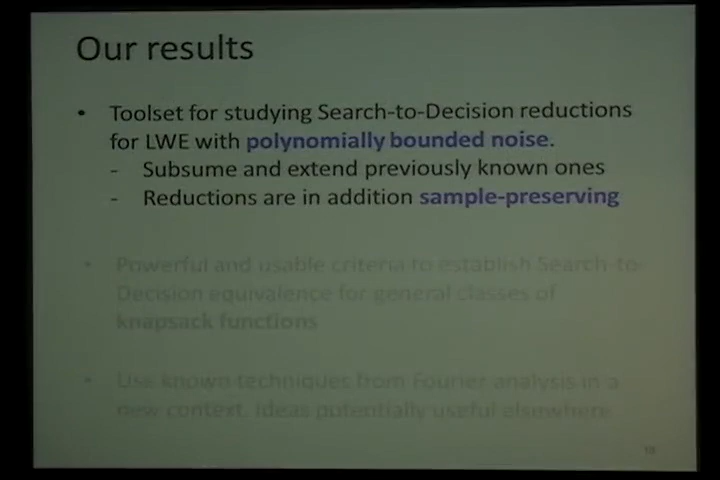 Our results
• Toolset for studying Search-to-Decision reductions
for LWE with polynomially bounded noise.
- Subsume and extend previously known ones
- Reductions are in addition sample-preserving
• Powerful and usable criteria to establish Search-to-
Decision equivalence for general classes of
knapsack functions
• Use known techniques from Fourier analysis in a
new context. Ideas potentially useful elsewhere